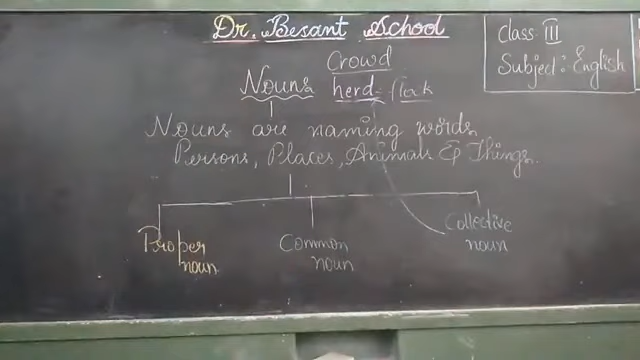 Dr. Besant School
Class: III
Subject: English
Crowd
Nouns herd flock
Nouns are naming words
Persons, Places, Animals & Things.
Proper noun
Common noun
Collective noun